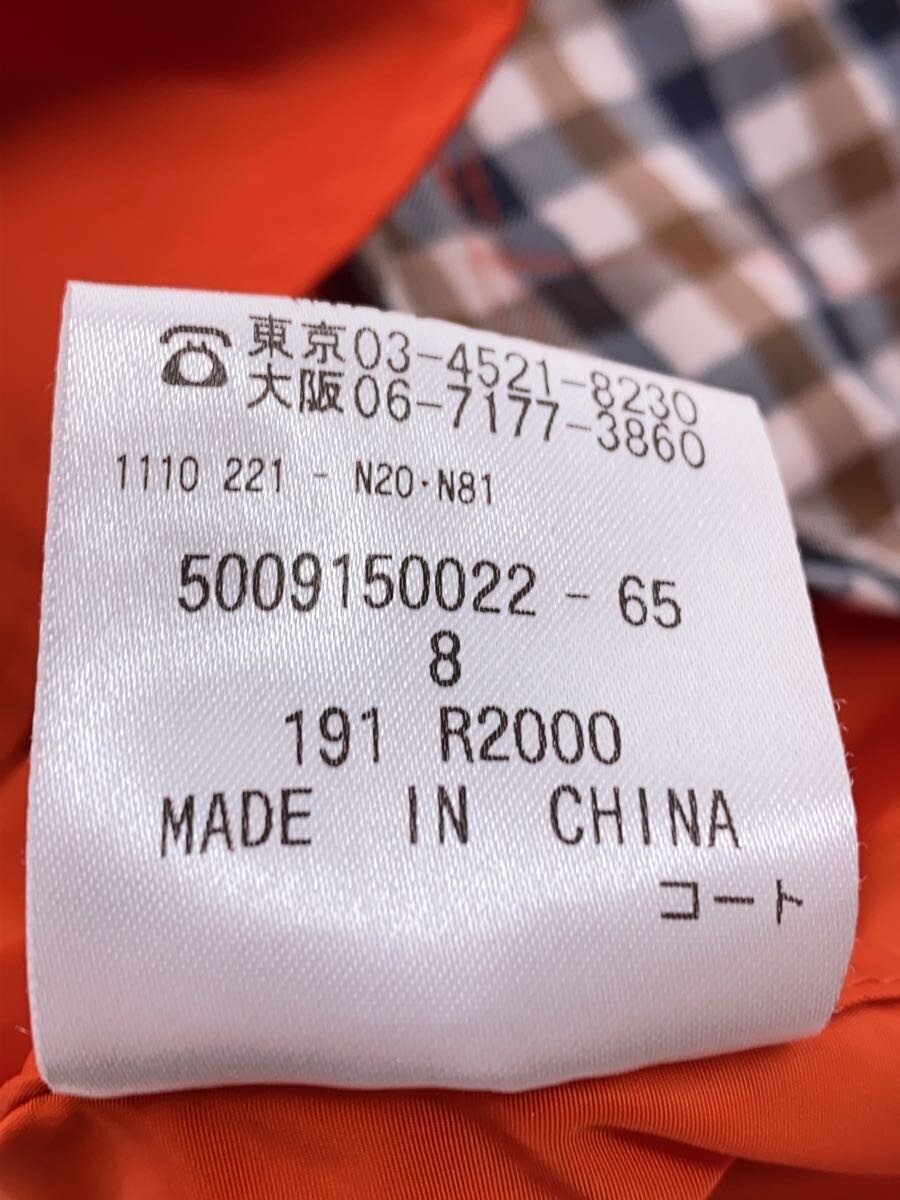 ☎東京03-4521-8230
大阪06-7177-3860
1110 221 - N20·N81
5009150022 - 65
8
191 R2000
MADE IN CHINA
コート